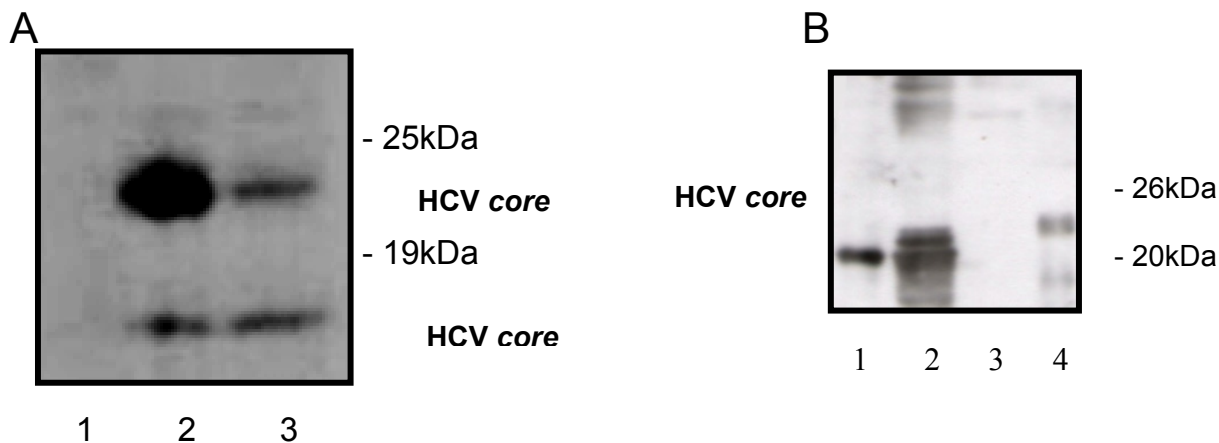 A
- 25kDa
HCV core
- 19kDa
HCV core
1 2 3
B
HCV core
- 26kDa
- 20kDa
1 2 3 4